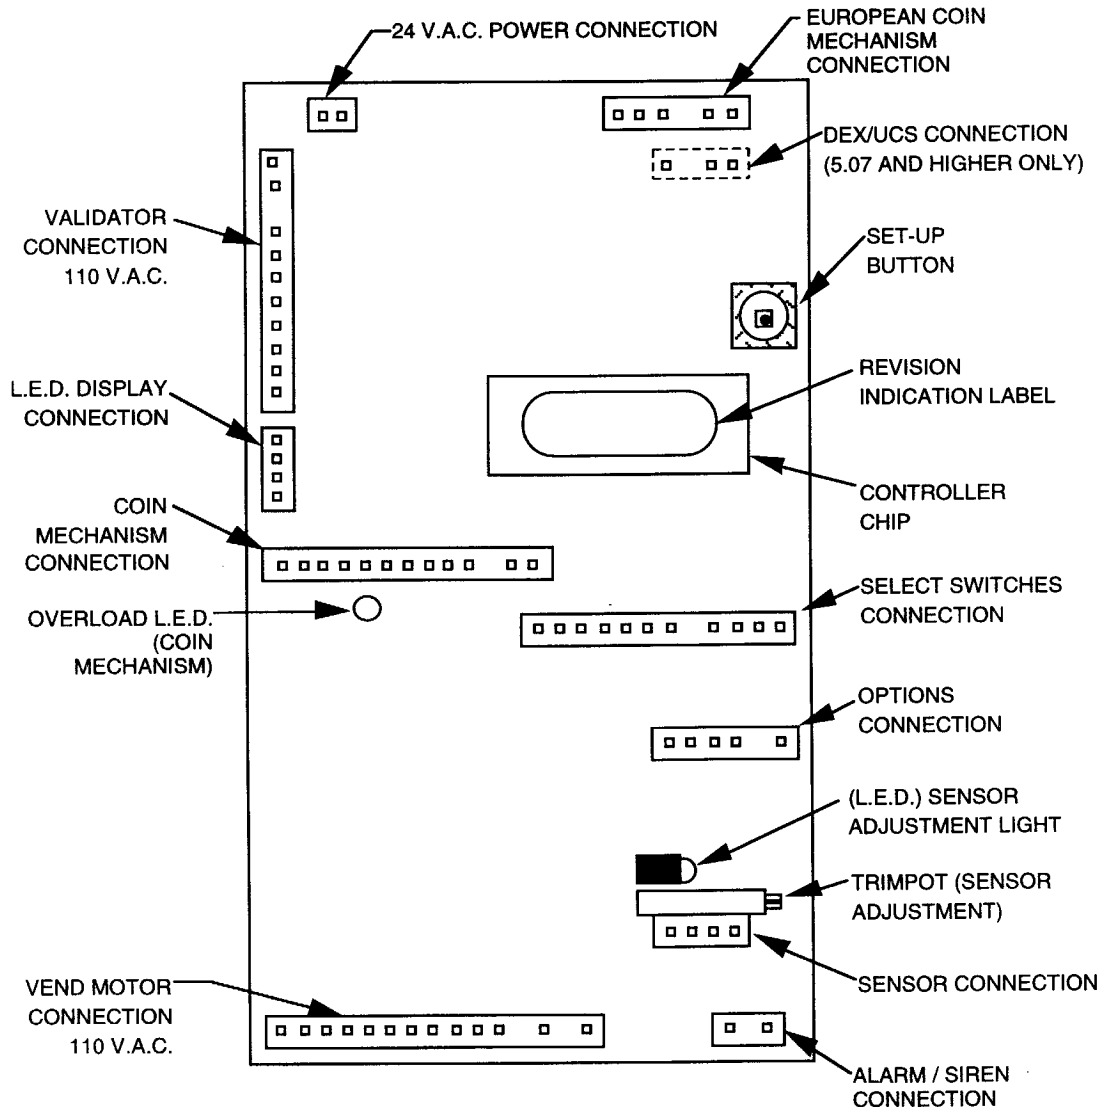 24 V.A.C. POWER CONNECTION
EUROPEAN COIN
MECHANISM
CONNECTION
DEX/UCS CONNECTION
(5.07 AND HIGHER ONLY)
VALIDATOR
CONNECTION
110 V.A.C.
SET-UP
BUTTON
L.E.D. DISPLAY
CONNECTION
REVISION
INDICATION LABEL
COIN
MECHANISM
CONNECTION
CONTROLLER
CHIP
OVERLOAD L.E.D.
(COIN
MECHANISM)
SELECT SWITCHES
CONNECTION
OPTIONS
CONNECTION
(L.E.D.) SENSOR
ADJUSTMENT LIGHT
TRIMPOT (SENSOR
ADJUSTMENT)
SENSOR CONNECTION
VEND MOTOR
CONNECTION
110 V.A.C.
ALARM / SIREN
CONNECTION